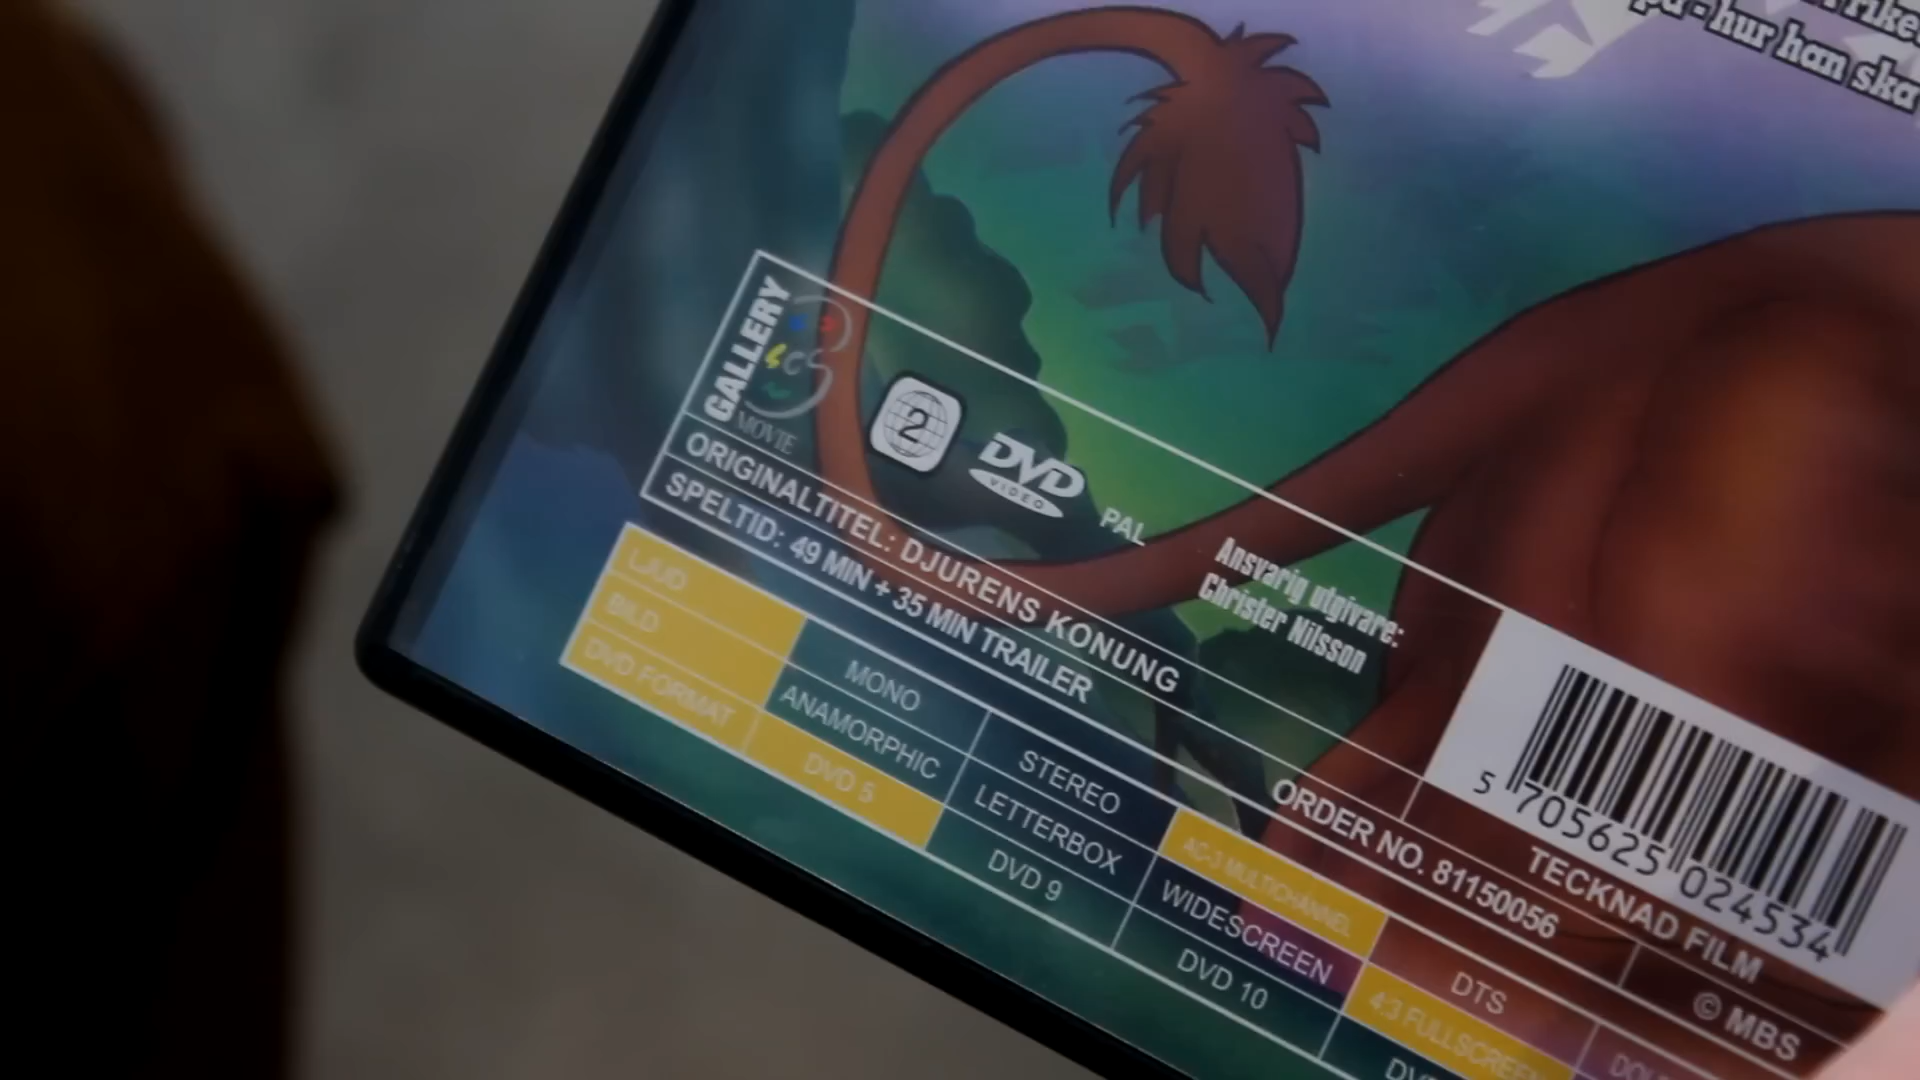 på - hur han ska
GALLERY
MOVIE
2
DVD
VIDEO
PAL
Ansvarig utgivare:
Christer Nilsson
ORIGINALTITEL: DJURENS KONUNG
TECKNAD FILM
SPELTID: 49 MIN + 35 MIN TRAILER
ORDER NO. 81150056
© MBS
5 705625 024534
LJUD MONO STEREO AC-3 MULTICHANNEL DTS
BILD ANAMORPHIC LETTERBOX WIDESCREEN 4:3 FULLSCREEN
DVD FORMAT DVD 5 DVD 9 DVD 10